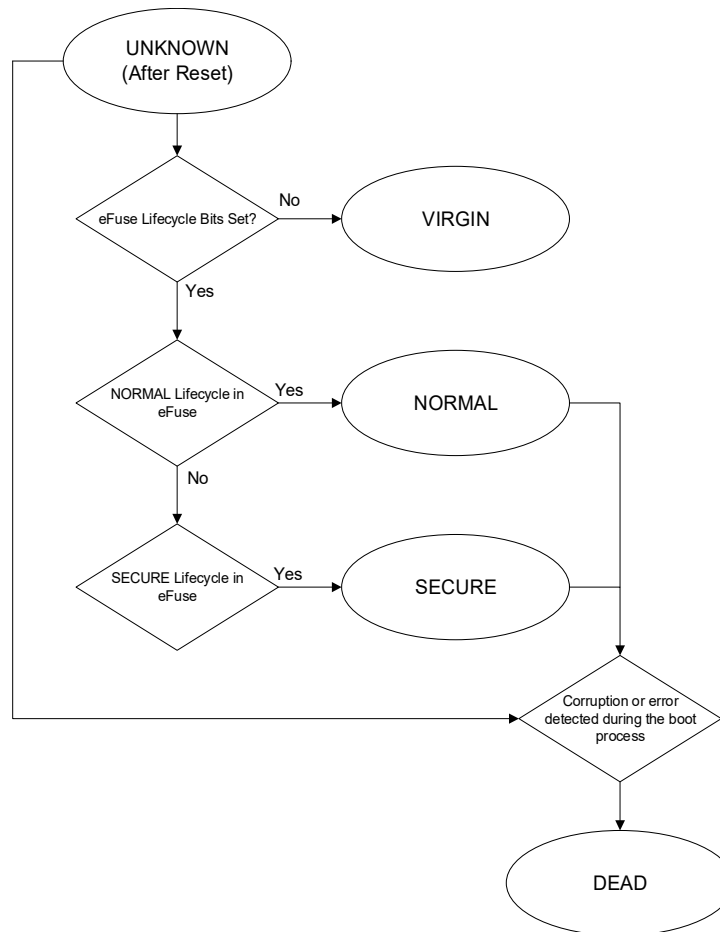 UNKNOWN
(After Reset)
eFuse Lifecycle Bits Set?
No
VIRGIN
Yes
NORMAL Lifecycle in
eFuse
Yes
NORMAL
No
SECURE Lifecycle in
eFuse
Yes
SECURE
Corruption or error
detected during the boot
process
DEAD